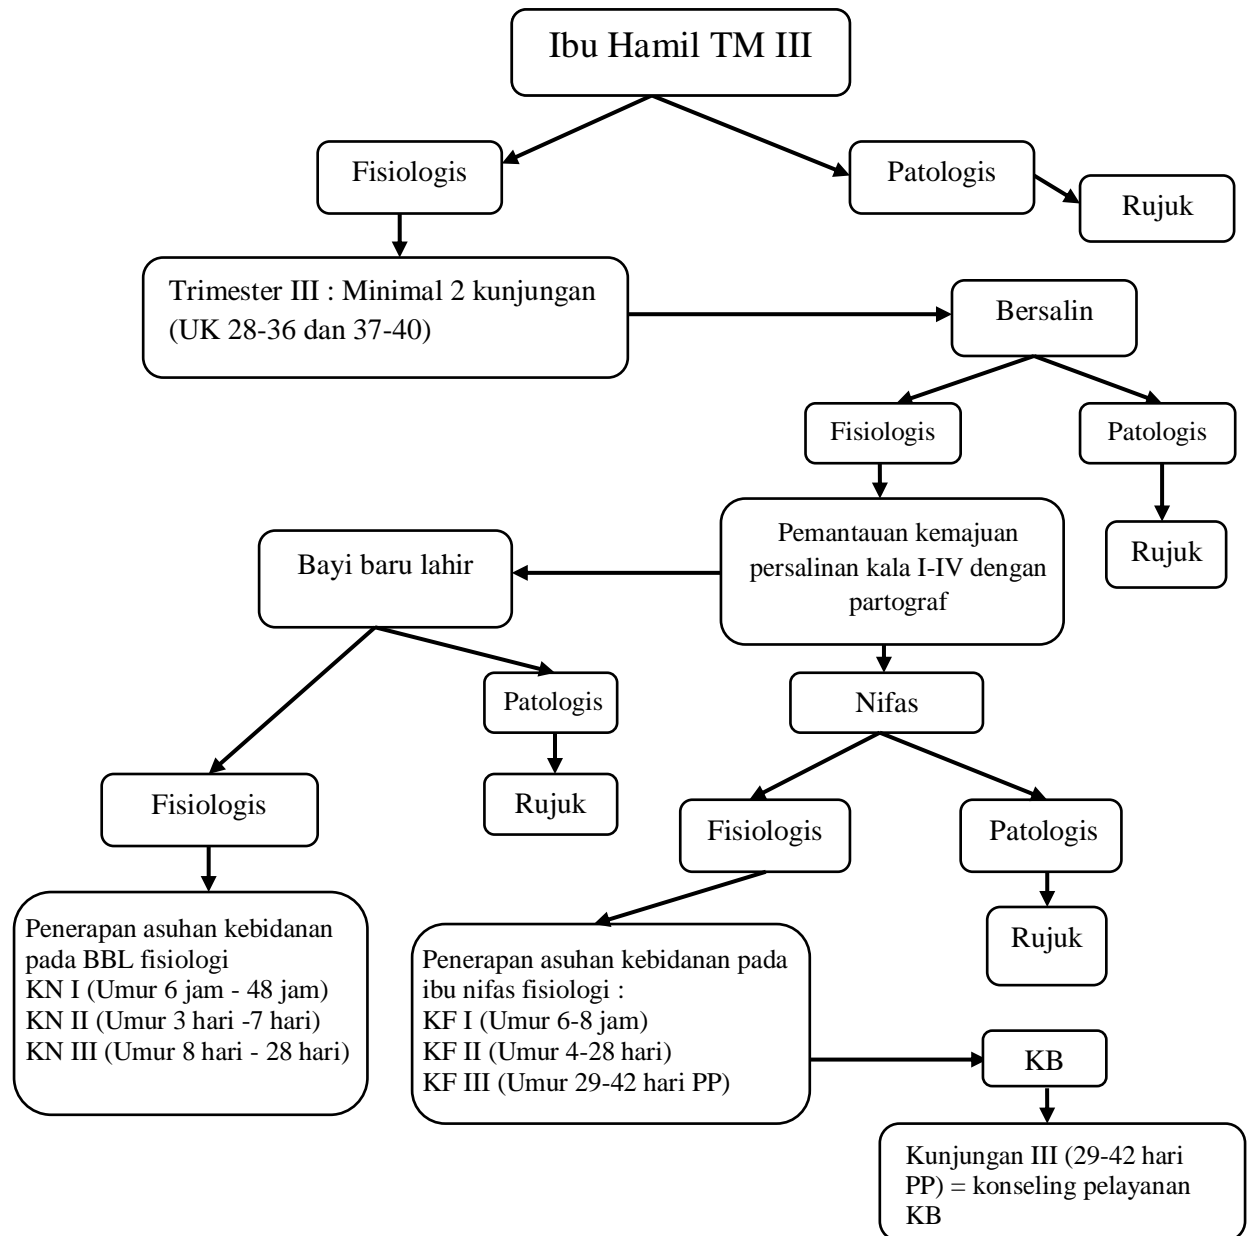 Ibu Hamil TM III
Fisiologis
Patologis
Rujuk
Trimester III : Minimal 2 kunjungan
(UK 28-36 dan 37-40)
Bersalin
Fisiologis
Patologis
Pemantauan kemajuan
persalinan kala I-IV dengan
partograf
Rujuk
Bayi baru lahir
Patologis
Nifas
Fisiologis
Rujuk
Fisiologis
Patologis
Penerapan asuhan kebidanan
pada BBL fisiologi
KN I (Umur 6 jam - 48 jam)
KN II (Umur 3 hari -7 hari)
KN III (Umur 8 hari - 28 hari)
Penerapan asuhan kebidanan pada
ibu nifas fisiologi :
KF I (Umur 6-8 jam)
KF II (Umur 4-28 hari)
KF III (Umur 29-42 hari PP)
Rujuk
KB
Kunjungan III (29-42 hari
PP) = konseling pelayanan
KB